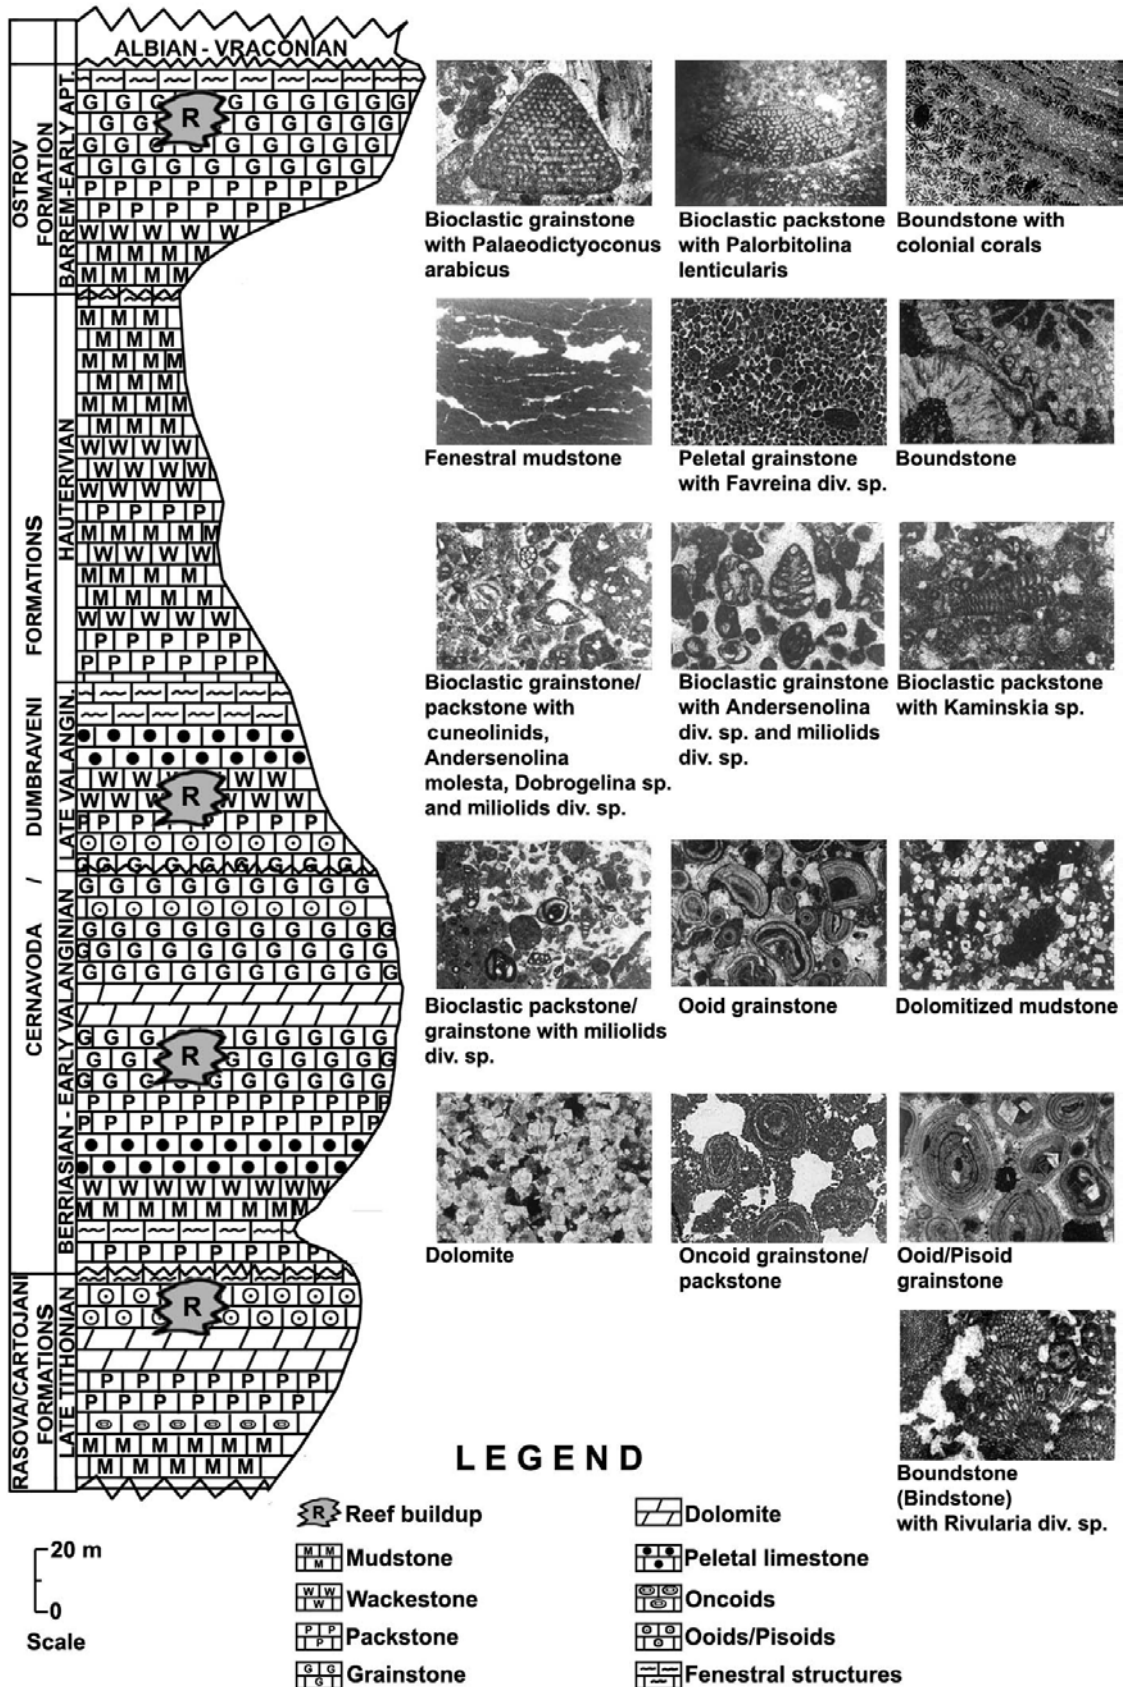 ALBIAN - VRACONIAN
OSTROV
FORMATION
BARREM-EARLY APT.
CERNAVODA / DUMBRAVENI FORMATIONS
HAUTERIVIAN
LATE VALANGIN.
BERRIASIAN - EARLY VALANGINIAN
RASOVA/CARTOJANI
FORMATIONS
LATE TITHONIAN
R
R
R
R
Bioclastic grainstone
with Palaeodictyoconus
arabicus
Bioclastic packstone
with Palorbitolina
lenticularis
Boundstone with
colonial corals
Fenestral mudstone
Peletal grainstone
with Favreina div. sp.
Boundstone
Bioclastic grainstone/
packstone with
cuneolinids,
Andersenolina
molesta, Dobrogelina sp.
and miliolids div. sp.
Bioclastic grainstone
with Andersenolina
div. sp. and miliolids
div. sp.
Bioclastic packstone
with Kaminskia sp.
Bioclastic packstone/
grainstone with miliolids
div. sp.
Ooid grainstone
Dolomitized mudstone
Dolomite
Oncoid grainstone/
packstone
Ooid/Pisoid
grainstone
Boundstone
(Bindstone)
with Rivularia div. sp.
LEGEND
R Reef buildup
M M M Mudstone
W W W Wackestone
P P P Packstone
G G G Grainstone
Dolomite
Peletal limestone
Oncoids
Ooids/Pisoids
Fenestral structures
20 m
0
Scale